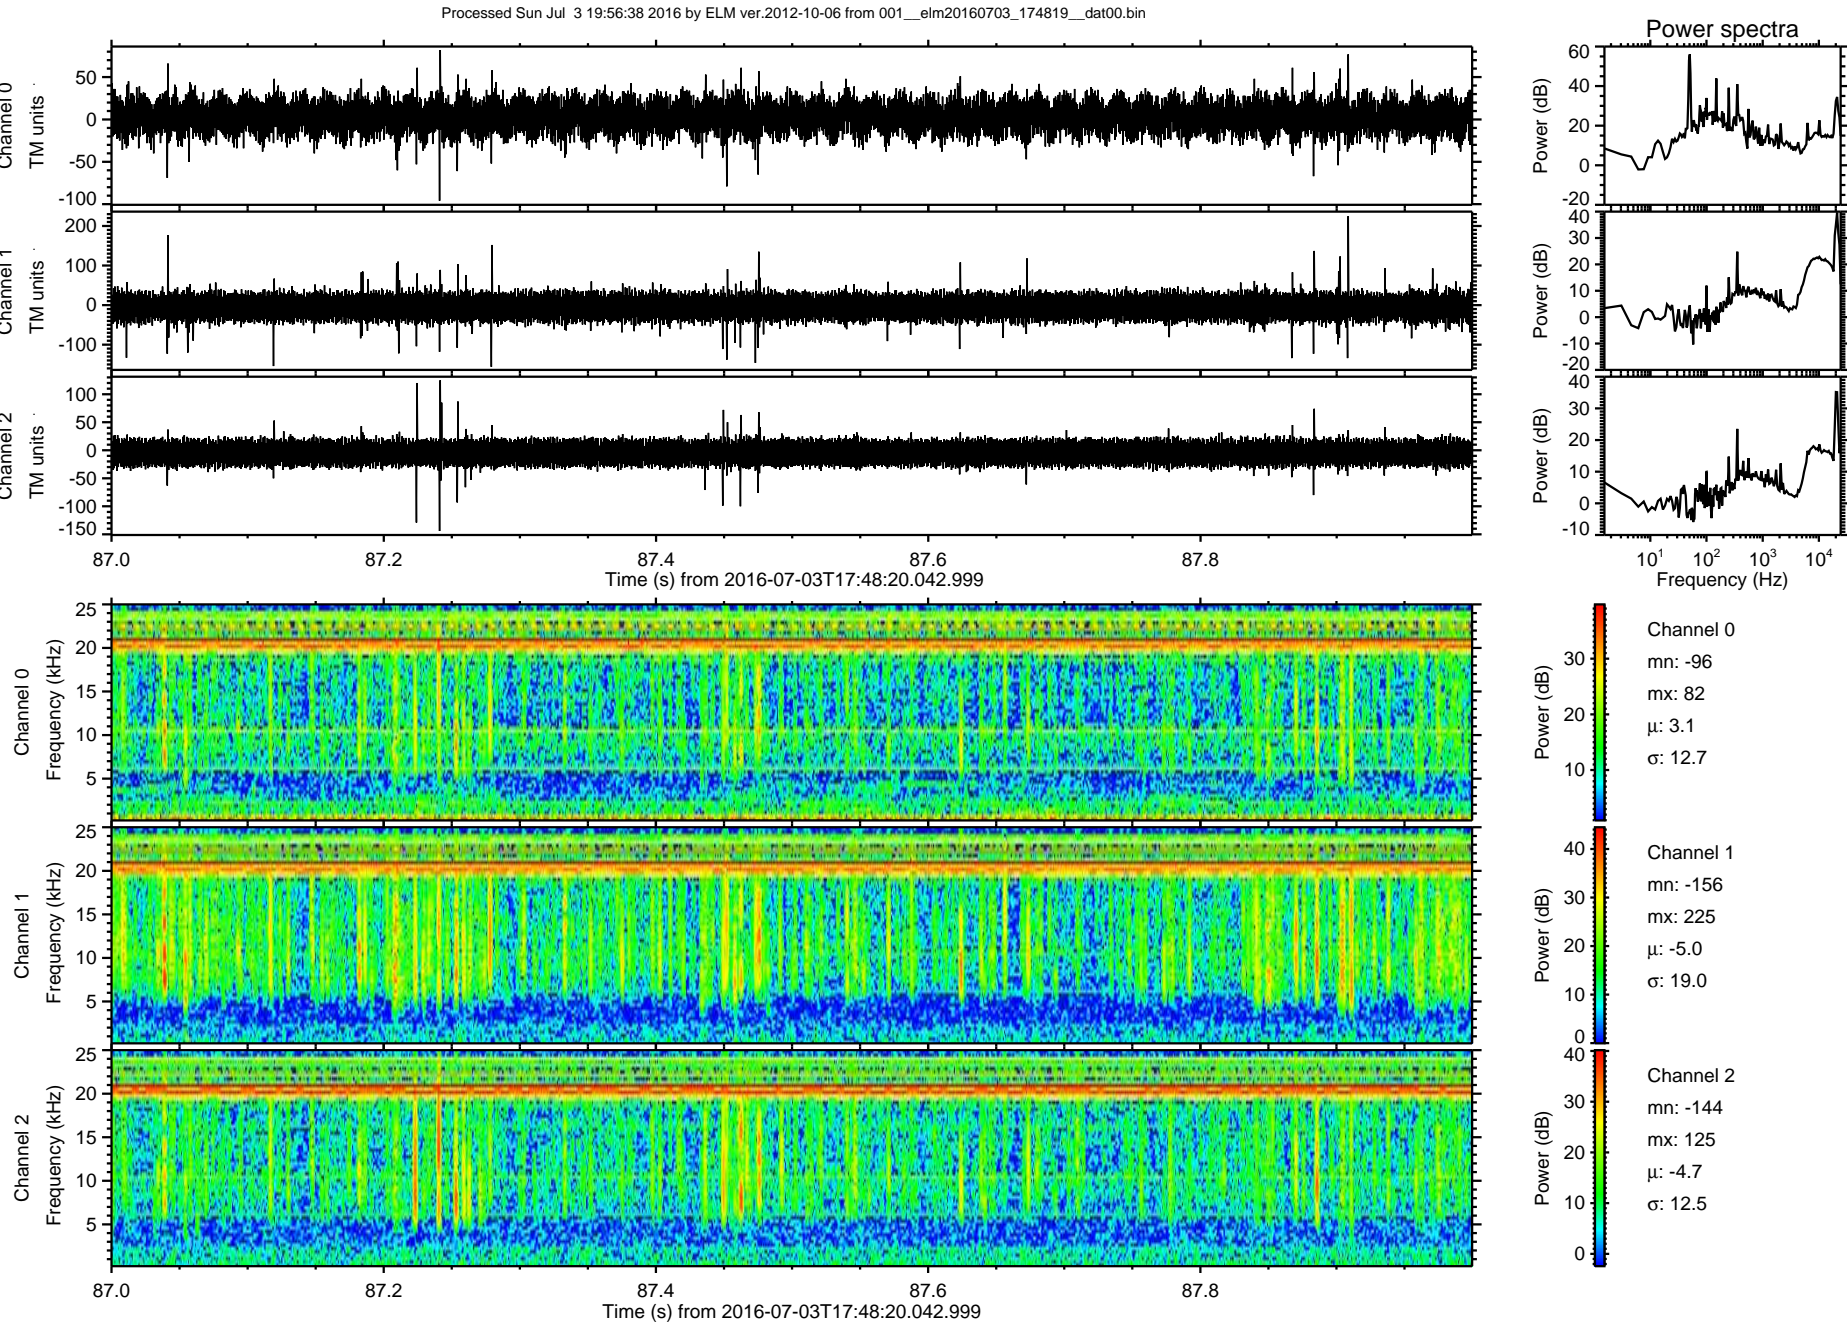 Processed Sun Jul  3 19:56:38 2016 by ELM ver.2012-10-06 from 001__elm20160703_174819__dat00.bin
Power spectra
Channel 0
TM units
50
0
-50
-100
Power (dB)
60
40
20
0
-20
Channel 1
TM units
200
100
0
-100
Power (dB)
40
30
20
10
0
-10
-20
Channel 2
TM units
100
50
0
-50
-100
-150
Power (dB)
40
30
20
10
0
-10
87.0 87.2 87.4 87.6 87.8
Time (s) from 2016-07-03T17:48:20.042.999
10¹ 10² 10³ 10⁴
Frequency (Hz)
Channel 0
Frequency (kHz)
25
20
15
10
5
Power (dB)
30
20
10
Channel 0
mn: -96
mx: 82
μ: 3.1
σ: 12.7
Channel 1
Frequency (kHz)
25
20
15
10
5
Power (dB)
40
30
20
10
0
Channel 1
mn: -156
mx: 225
μ: -5.0
σ: 19.0
Channel 2
Frequency (kHz)
25
20
15
10
5
Power (dB)
40
30
20
10
0
Channel 2
mn: -144
mx: 125
μ: -4.7
σ: 12.5
87.0 87.2 87.4 87.6 87.8
Time (s) from 2016-07-03T17:48:20.042.999